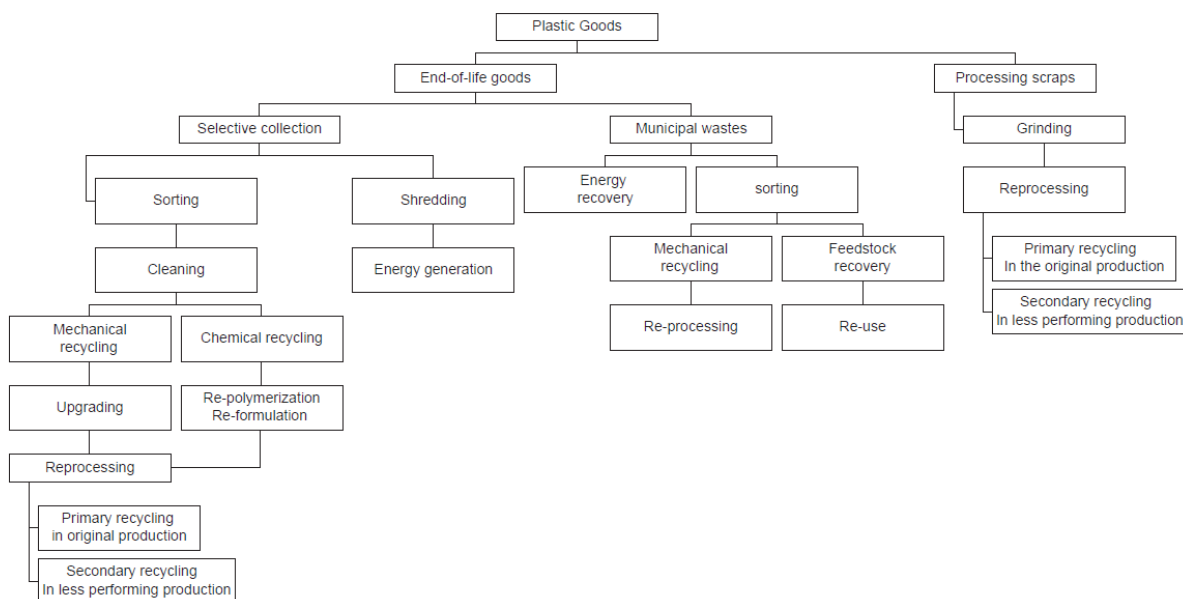 Plastic Goods
End-of-life goods
Processing scraps
Selective collection
Municipal wastes
Grinding
Sorting
Shredding
Energy
recovery
sorting
Reprocessing
Cleaning
Energy generation
Mechanical
recycling
Feedstock
recovery
Primary recycling
In the original production
Secondary recycling
In less performing production
Mechanical
recycling
Chemical recycling
Re-processing
Re-use
Upgrading
Re-polymerization
Re-formulation
Reprocessing
Primary recycling
in original production
Secondary recycling
In less performing production